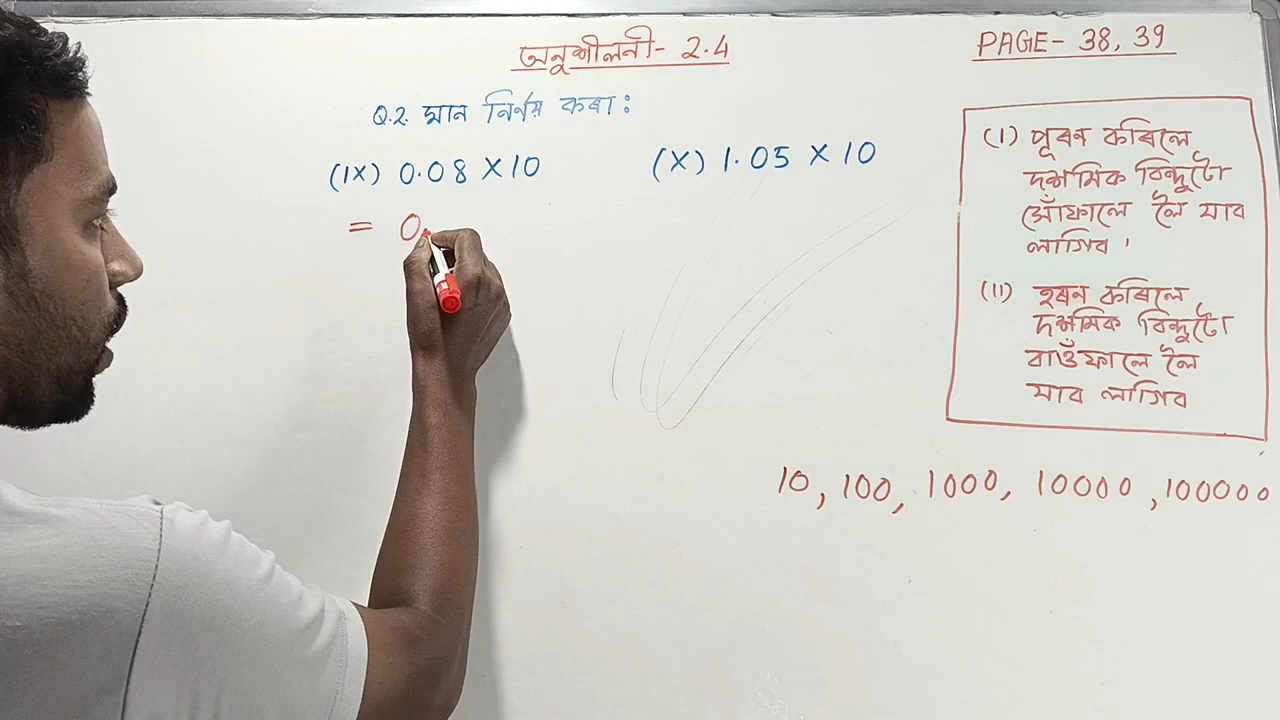 অনুশীলনী- 2.4
PAGE- 38, 39
Q.2. মান নিৰ্ণয় কৰা :
(IX) 0.08 X 10
(X) 1.05 X 10
= 0.
(I) পূৰণ কৰিলে
দশমিক বিন্দুটো
সোঁফালে লৈ যাব
লাগিব ।
(II) হৰণ কৰিলে
দশমিক বিন্দুটো
বাওঁফালে লৈ
যাব লাগিব
10, 100, 1000, 10000, 100000